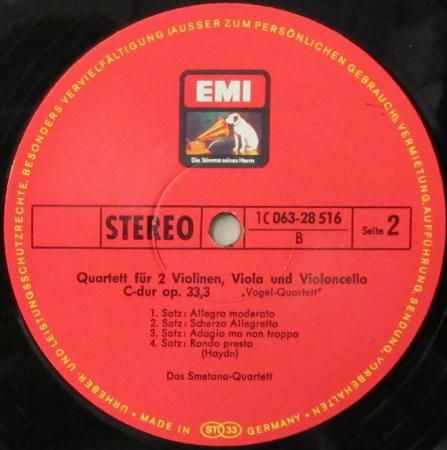 URHEBER- UND LEISTUNGSSCHUTZRECHTE, BESONDERS VERVIELFÄLTIGUNG (AUSSER ZUM PERSÖNLICHEN GEBRAUCH), VERMIETUNG, AUFFÜHRUNG, SENDUNG, VORBEHALTEN
EMI
Die Stimme seines Herrn
STEREO
1C 063-28 516
B
Seite 2
Quartett für 2 Violinen, Viola und Violoncello
C-dur op. 33,3 „Vogel-Quartett"
1. Satz: Allegro moderato
2. Satz: Scherzo Allegretto
3. Satz: Adagio ma non troppo
4. Satz: Rondo presto
(Haydn)
Das Smetana-Quartett
• MADE IN ST 33 GERMANY •